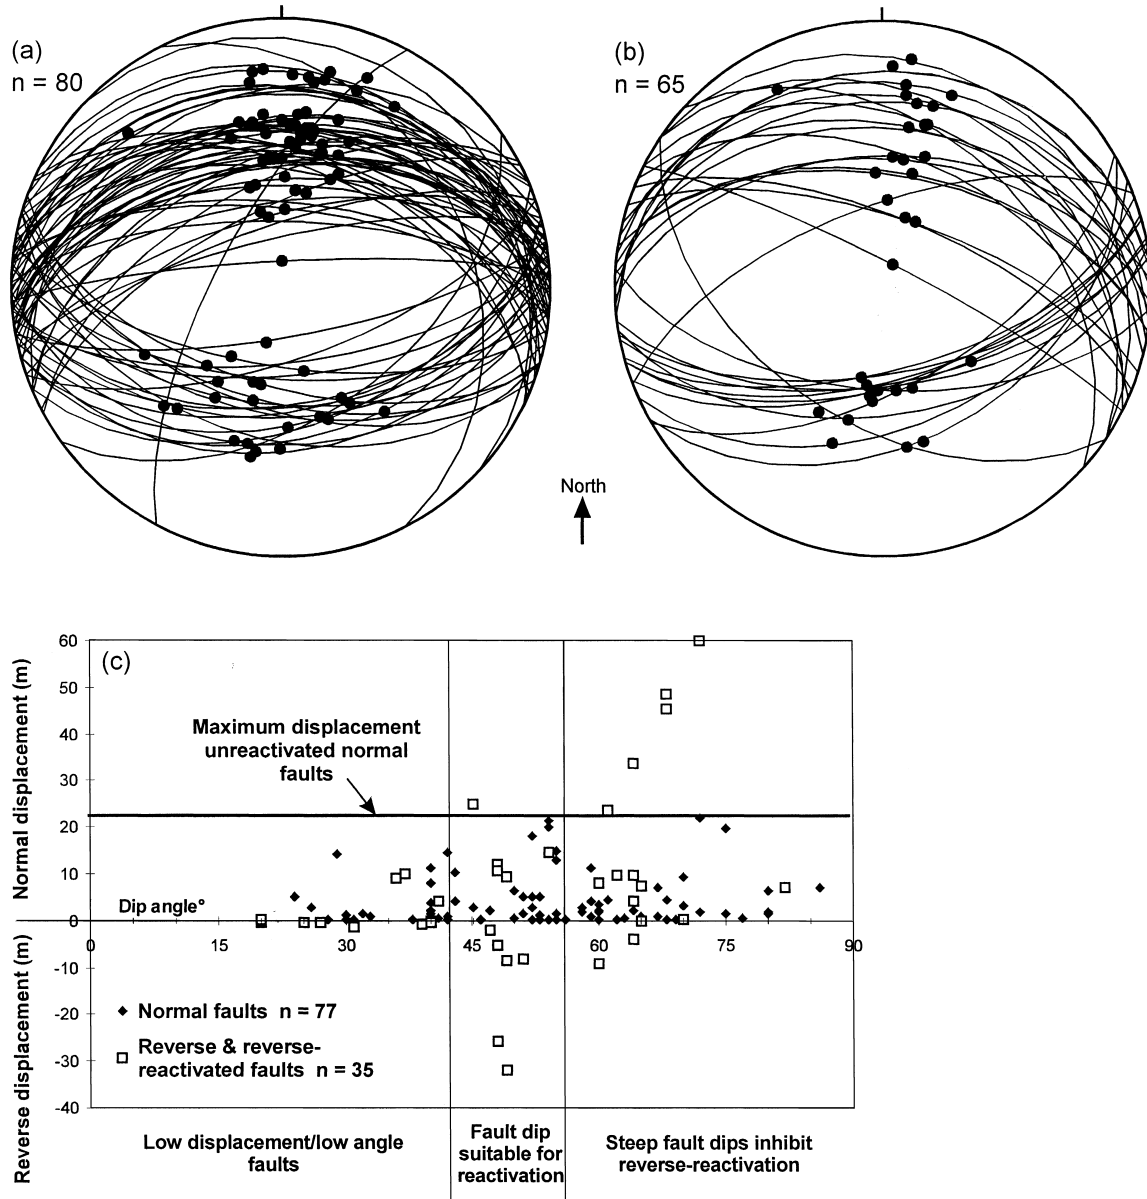 (a)
n = 80
(b)
n = 65
North
(c)
Normal displacement (m)
Reverse displacement (m)
60
50
40
30
20
10
0
-10
-20
-30
-40
Maximum displacement
unreactivated normal
faults
Dip angle°
0
30
45
60
75
90
Normal faults n = 77
Reverse & reverse-
reactivated faults n = 35
Low displacement/low angle
faults
Fault dip
suitable for
reactivation
Steep fault dips inhibit
reverse-reactivation